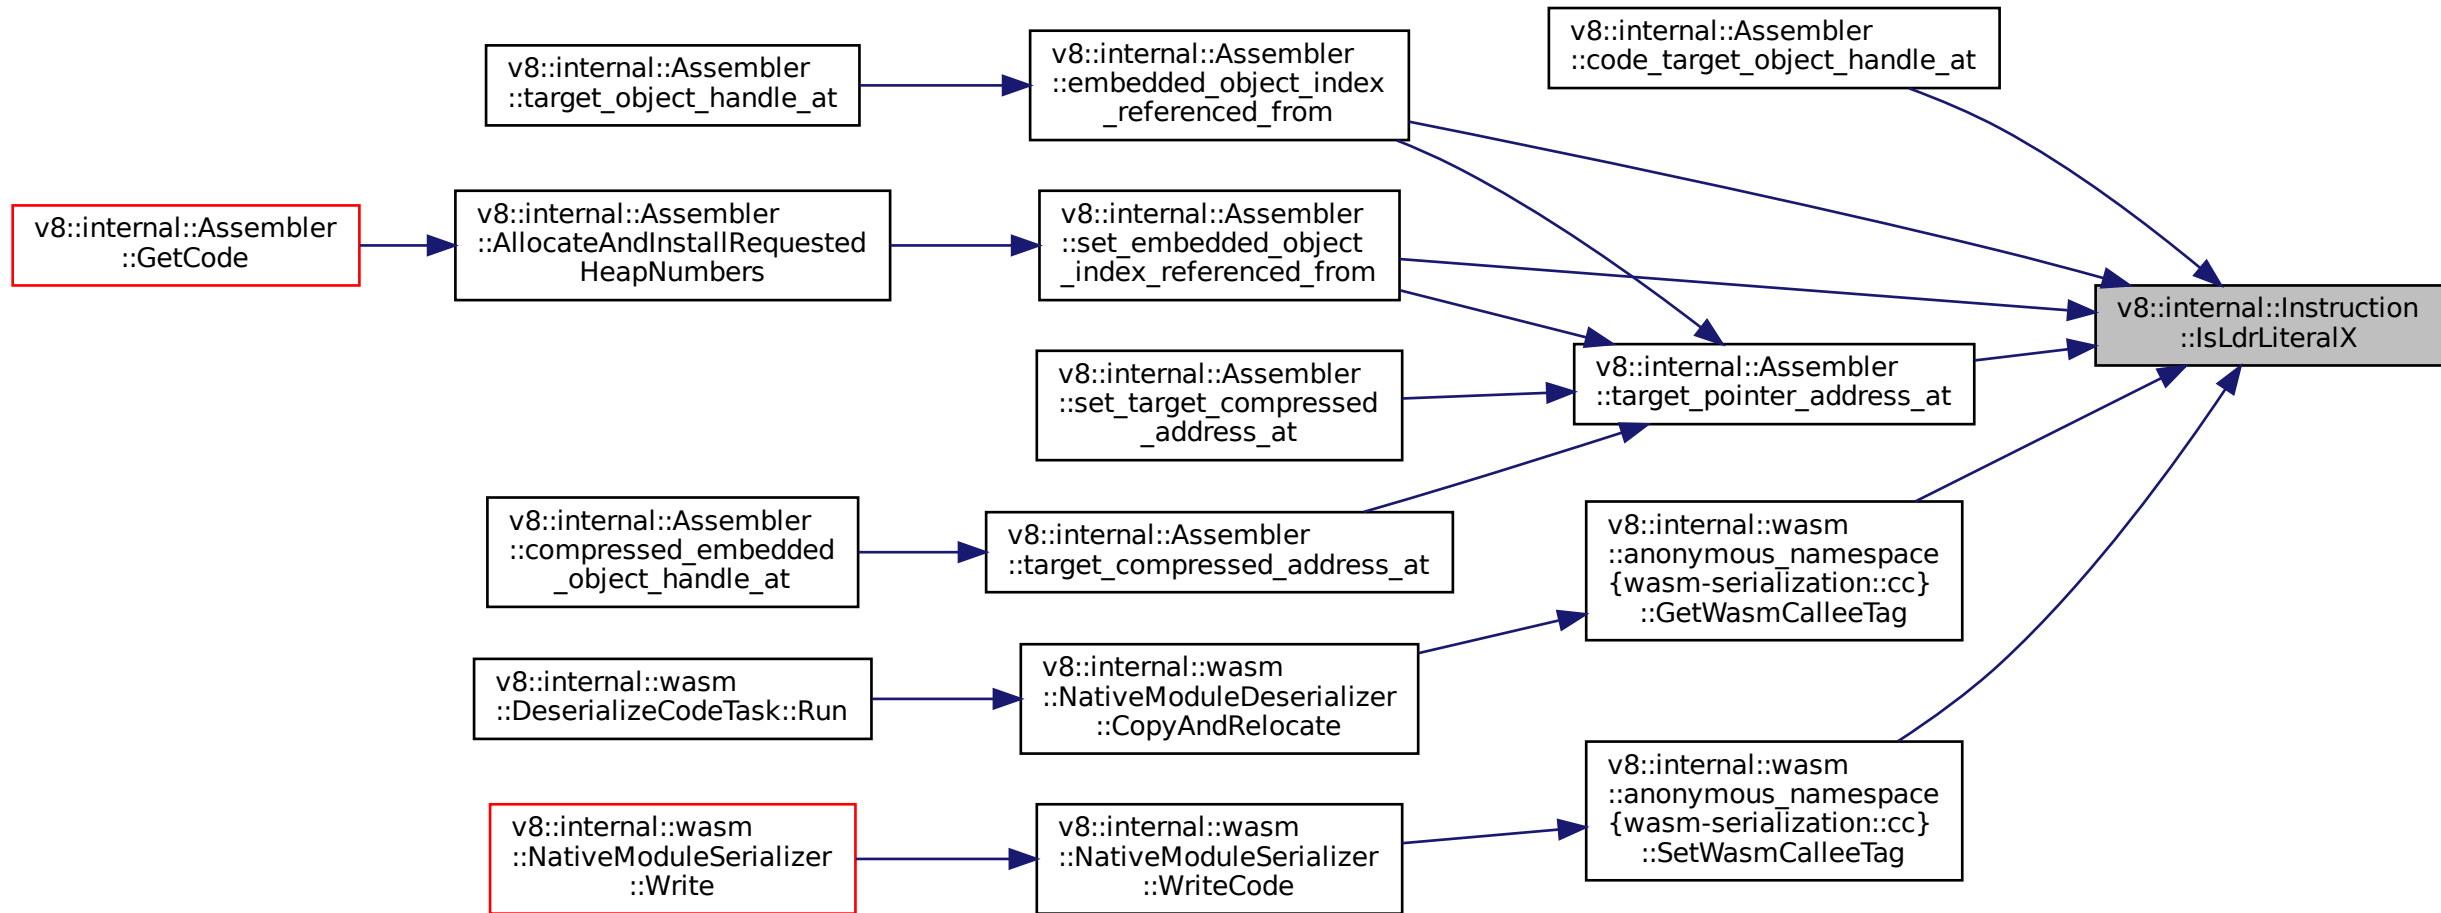 v8::internal::Assembler
::code_target_object_handle_at
v8::internal::Assembler
::target_object_handle_at
v8::internal::Assembler
::embedded_object_index
_referenced_from
v8::internal::Assembler
::GetCode
v8::internal::Assembler
::AllocateAndInstallRequested
HeapNumbers
v8::internal::Assembler
::set_embedded_object
_index_referenced_from
v8::internal::Instruction
::IsLdrLiteralX
v8::internal::Assembler
::set_target_compressed
_address_at
v8::internal::Assembler
::target_pointer_address_at
v8::internal::Assembler
::compressed_embedded
_object_handle_at
v8::internal::Assembler
::target_compressed_address_at
v8::internal::wasm
::anonymous_namespace
{wasm-serialization::cc}
::GetWasmCalleeTag
v8::internal::wasm
::DeserializeCodeTask::Run
v8::internal::wasm
::NativeModuleDeserializer
::CopyAndRelocate
v8::internal::wasm
::anonymous_namespace
{wasm-serialization::cc}
::SetWasmCalleeTag
v8::internal::wasm
::NativeModuleSerializer
::Write
v8::internal::wasm
::NativeModuleSerializer
::WriteCode